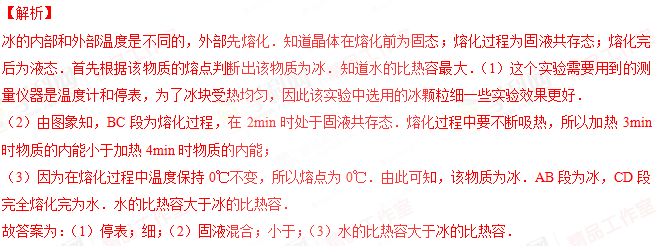 【解析】
冰的内部和外部温度是不同的，外部先熔化．知道晶体在熔化前为固态；熔化过程为固液共存态；熔化完
后为液态．首先根据该物质的熔点判断出该物质为冰．知道水的比热容最大．（1）这个实验需要用到的测
量仪器是温度计和停表，为了冰块受热均匀，因此该实验中选用的冰颗粒细一些实验效果更好．
（2）由图象知，BC 段为熔化过程，在 2min 时处于固液共存态．熔化过程中要不断吸热，所以加热 3min
时物质的内能小于加热 4min 时物质的内能；
（3）因为在熔化过程中温度保持 0℃不变，所以熔点为 0℃．由此可知，该物质为冰．AB 段为冰，CD 段
完全熔化完为水．水的比热容大于冰的比热容．
故答案为：（1）停表；细；（2）固液混合；小于；（3）水的比热容大于冰的比热容．